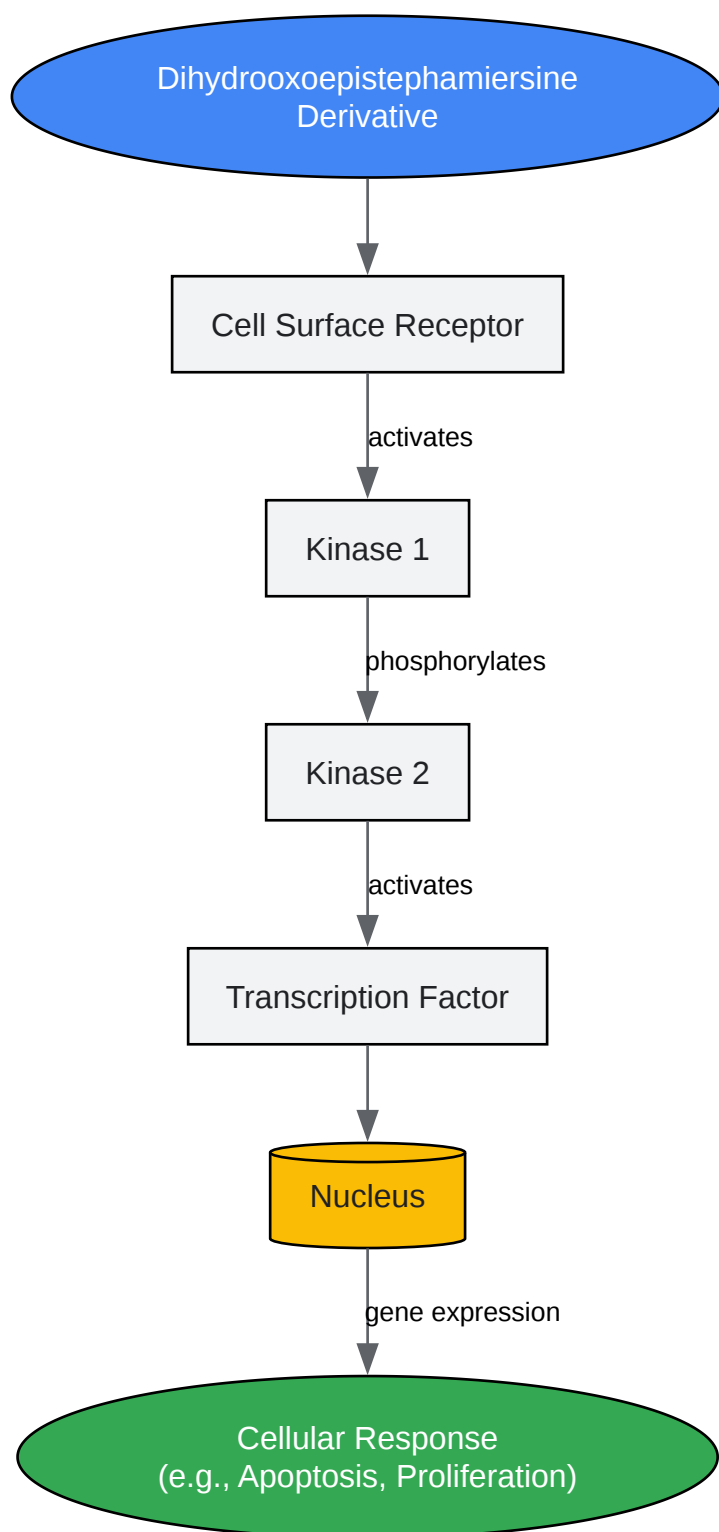 Dihydrooxoepistephamiersine
Derivative
Cell Surface Receptor
activates
Kinase 1
phosphorylates
Kinase 2
activates
Transcription Factor
Nucleus
gene expression
Cellular Response
(e.g., Apoptosis, Proliferation)